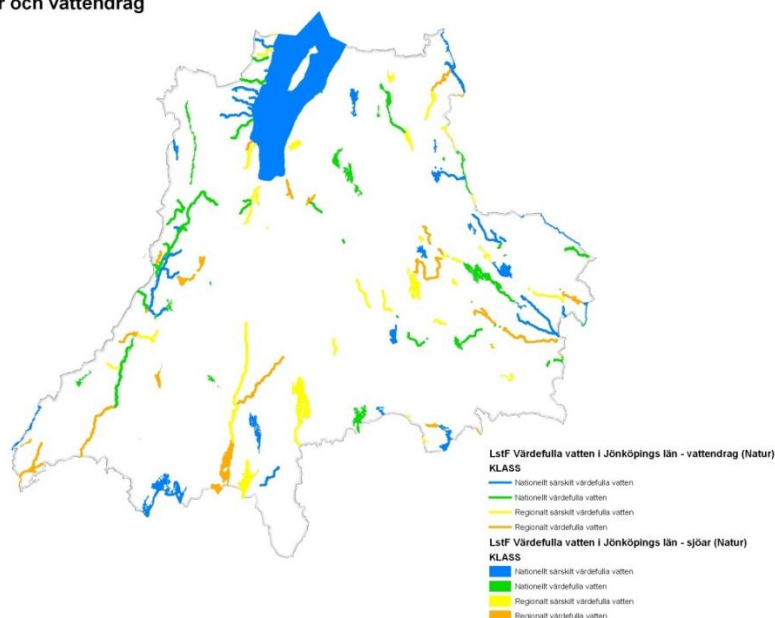 r och vattendrag
LstF Värdefulla vatten i Jönköpings län - vattendrag (Natur)
KLASS
Nationellt särskilt värdefulla vatten
Nationellt värdefulla vatten
Regionalt särskilt värdefulla vatten
Regionalt värdefulla vatten
LstF Värdefulla vatten i Jönköpings län - sjöar (Natur)
KLASS
Nationellt särskilt värdefulla vatten
Nationellt värdefulla vatten
Regionalt särskilt värdefulla vatten
Regionalt värdefulla vatten